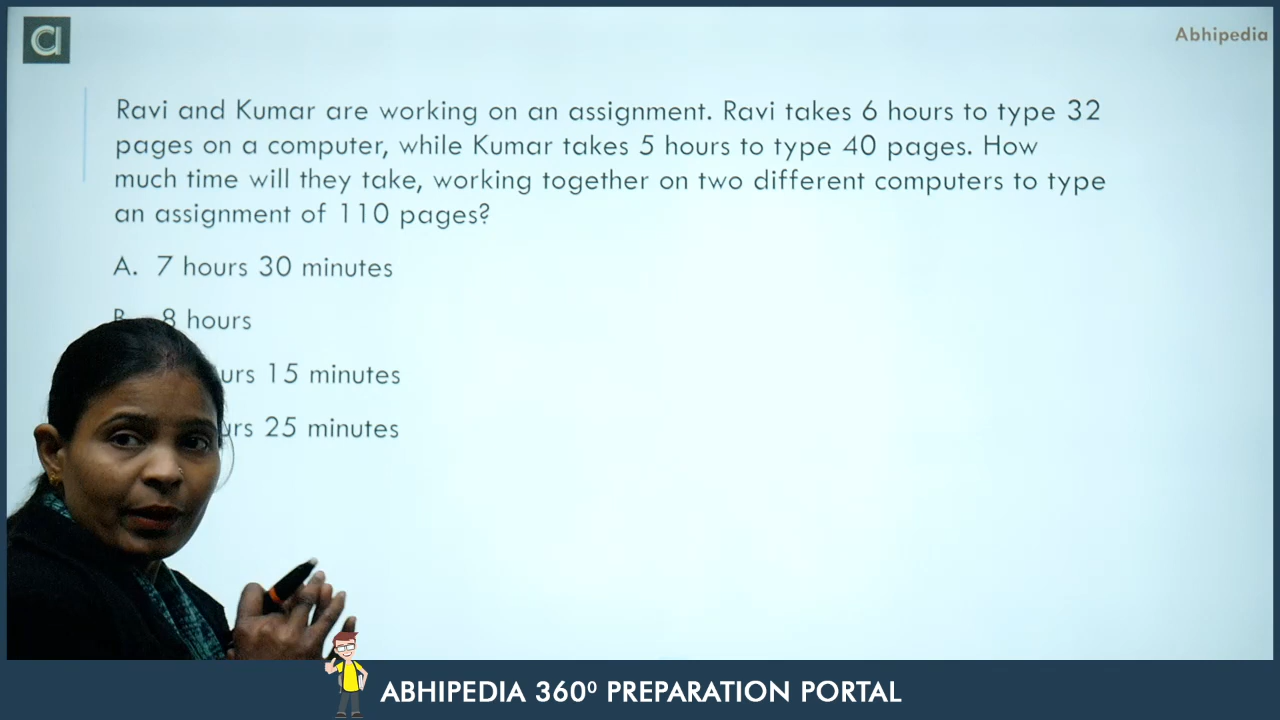 Abhipedia
Ravi and Kumar are working on an assignment. Ravi takes 6 hours to type 32
pages on a computer, while Kumar takes 5 hours to type 40 pages. How
much time will they take, working together on two different computers to type
an assignment of 110 pages?
A. 7 hours 30 minutes
8 hours
15 minutes
25 minutes
ABHIPEDIA 360⁰ PREPARATION PORTAL